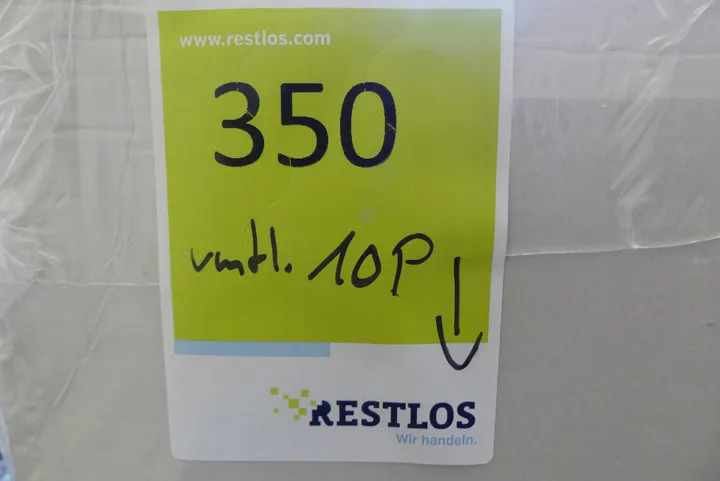 www.restlos.com
350
vmtl. 10P
RESTLOS
Wir handeln.